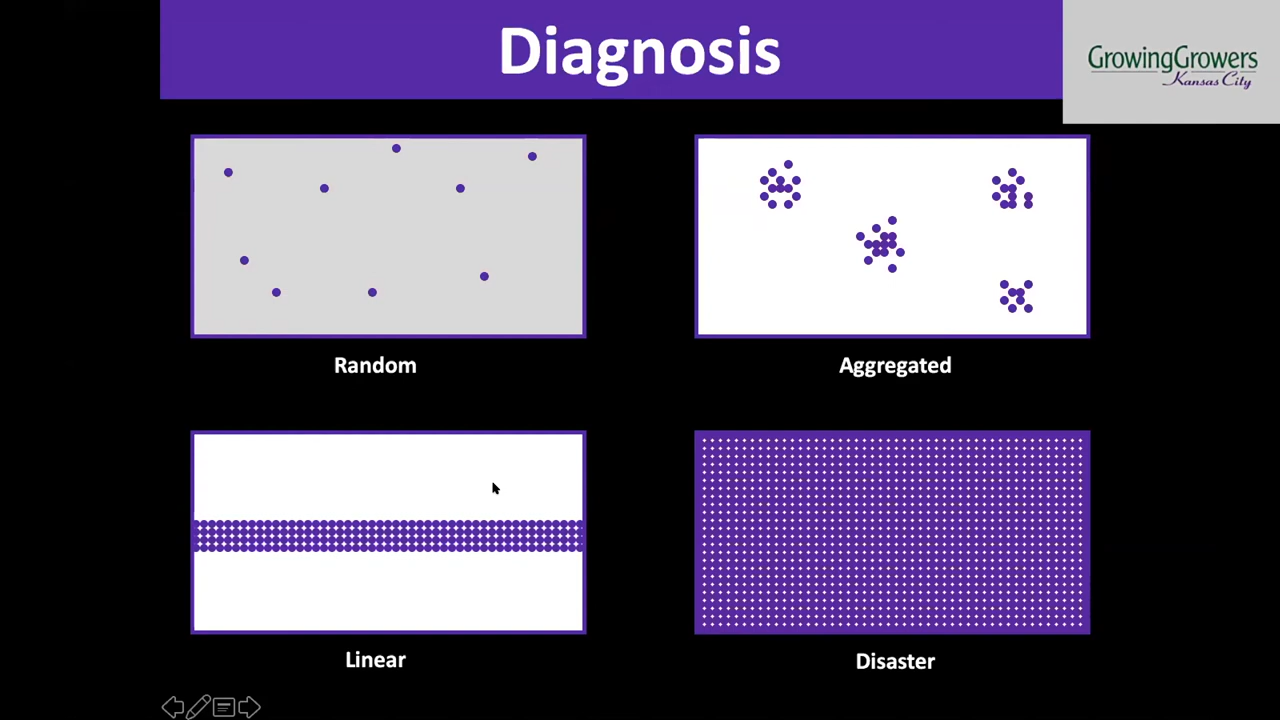 Diagnosis
GrowingGrowers
Kansas City
Random
Aggregated
Linear
Disaster